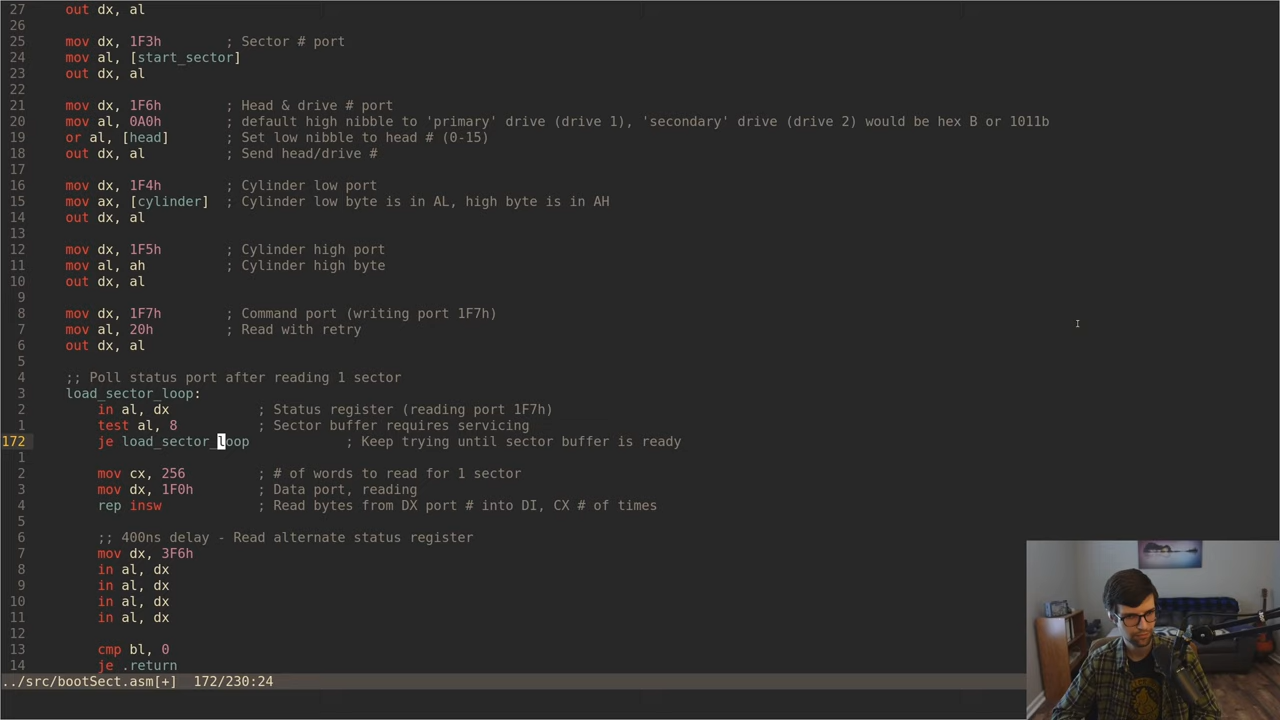 27 out dx, al
26
25 mov dx, 1F3h ; Sector # port
24 mov al, [start_sector]
23 out dx, al
22
21 mov dx, 1F6h ; Head & drive # port
20 mov al, 0A0h ; default high nibble to 'primary' drive (drive 1), 'secondary' drive (drive 2) would be hex B or 1011b
19 or al, [head] ; Set low nibble to head # (0-15)
18 out dx, al ; Send head/drive #
17
16 mov dx, 1F4h ; Cylinder low port
15 mov ax, [cylinder] ; Cylinder low byte is in AL, high byte is in AH
14 out dx, al
13
12 mov dx, 1F5h ; Cylinder high port
11 mov al, ah ; Cylinder high byte
10 out dx, al
9
8 mov dx, 1F7h ; Command port (writing port 1F7h)
7 mov al, 20h ; Read with retry
6 out dx, al
5
4 ;; Poll status port after reading 1 sector
3 load_sector_loop:
2 in al, dx ; Status register (reading port 1F7h)
1 test al, 8 ; Sector buffer requires servicing
172 je load_sector_loop ; Keep trying until sector buffer is ready
1
2 mov cx, 256 ; # of words to read for 1 sector
3 mov dx, 1F0h ; Data port, reading
4 rep insw ; Read bytes from DX port # into DI, CX # of times
5
6 ;; 400ns delay - Read alternate status register
7 mov dx, 3F6h
8 in al, dx
9 in al, dx
10 in al, dx
11 in al, dx
12
13 cmp bl, 0
14 je .return
../src/bootSect.asm[+] 172/230:24